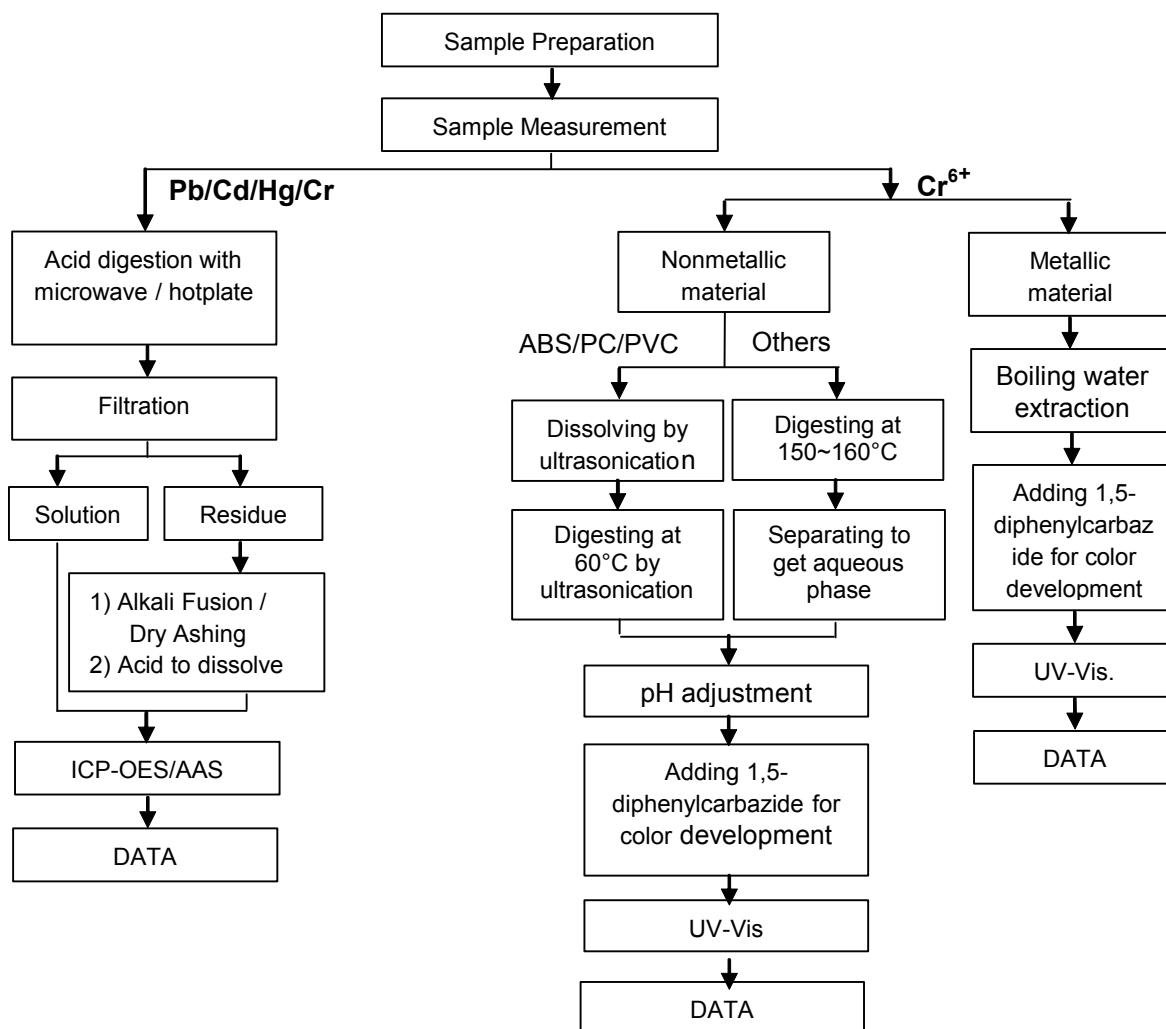 Sample Preparation
Sample Measurement
Pb/Cd/Hg/Cr
Cr⁶⁺
Acid digestion with
microwave / hotplate
Filtration
Solution
Residue
1) Alkali Fusion /
Dry Ashing
2) Acid to dissolve
ICP-OES/AAS
DATA
Nonmetallic
material
ABS/PC/PVC
Others
Dissolving by
ultrasonication
Digesting at
60°C by
ultrasonication
Digesting at
150~160°C
Separating to
get aqueous
phase
pH adjustment
Adding 1,5-
diphenylcarbazide for
color development
UV-Vis
DATA
Metallic
material
Boiling water
extraction
Adding 1,5-
diphenylcarbaz
ide for color
development
UV-Vis.
DATA